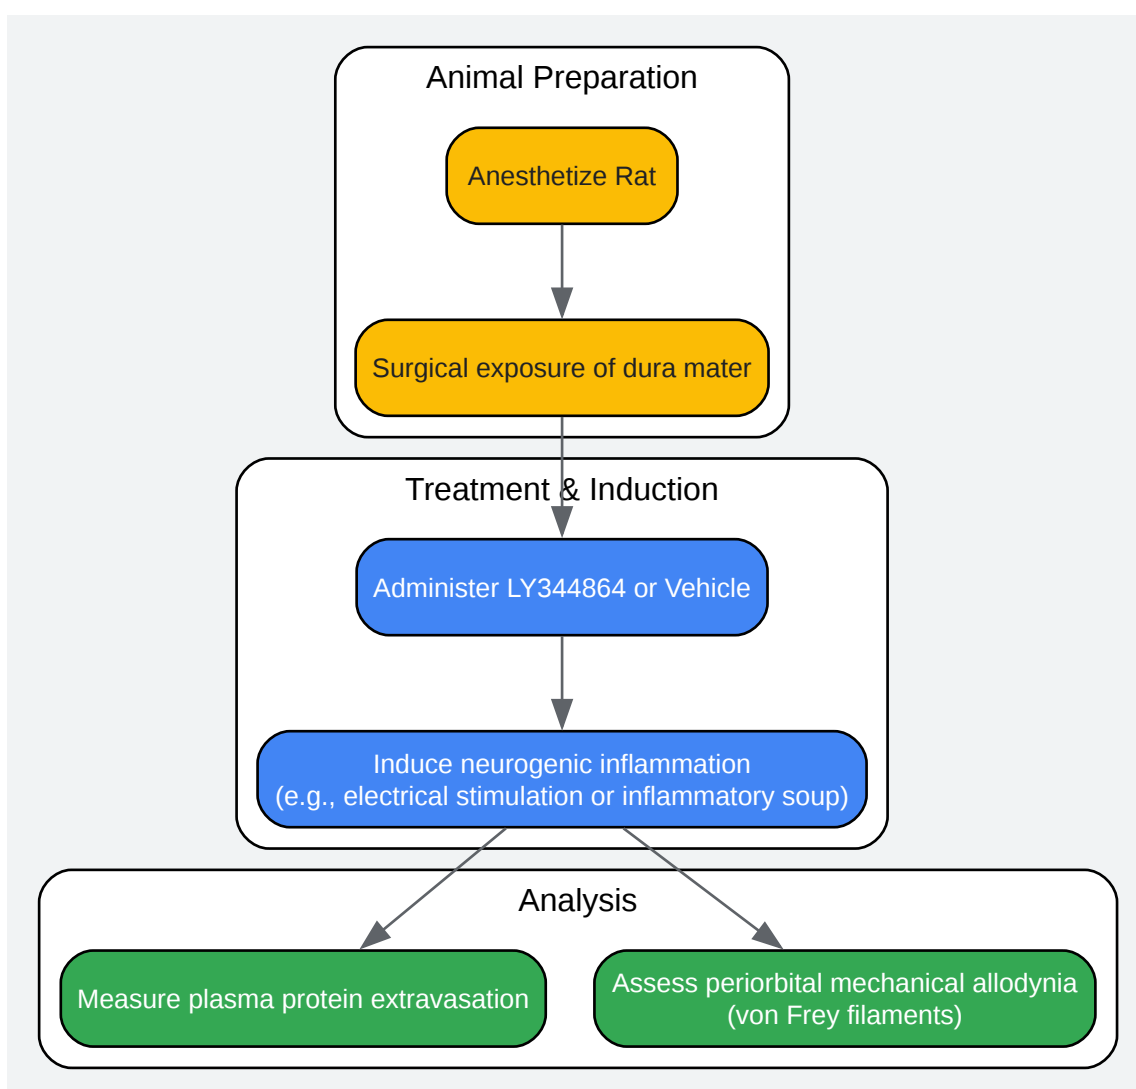 Animal Preparation
Anesthetize Rat
Surgical exposure of dura mater
Treatment & Induction
Administer LY344864 or Vehicle
Induce neurogenic inflammation
(e.g., electrical stimulation or inflammatory soup)
Analysis
Measure plasma protein extravasation
Assess periorbital mechanical allodynia
(von Frey filaments)